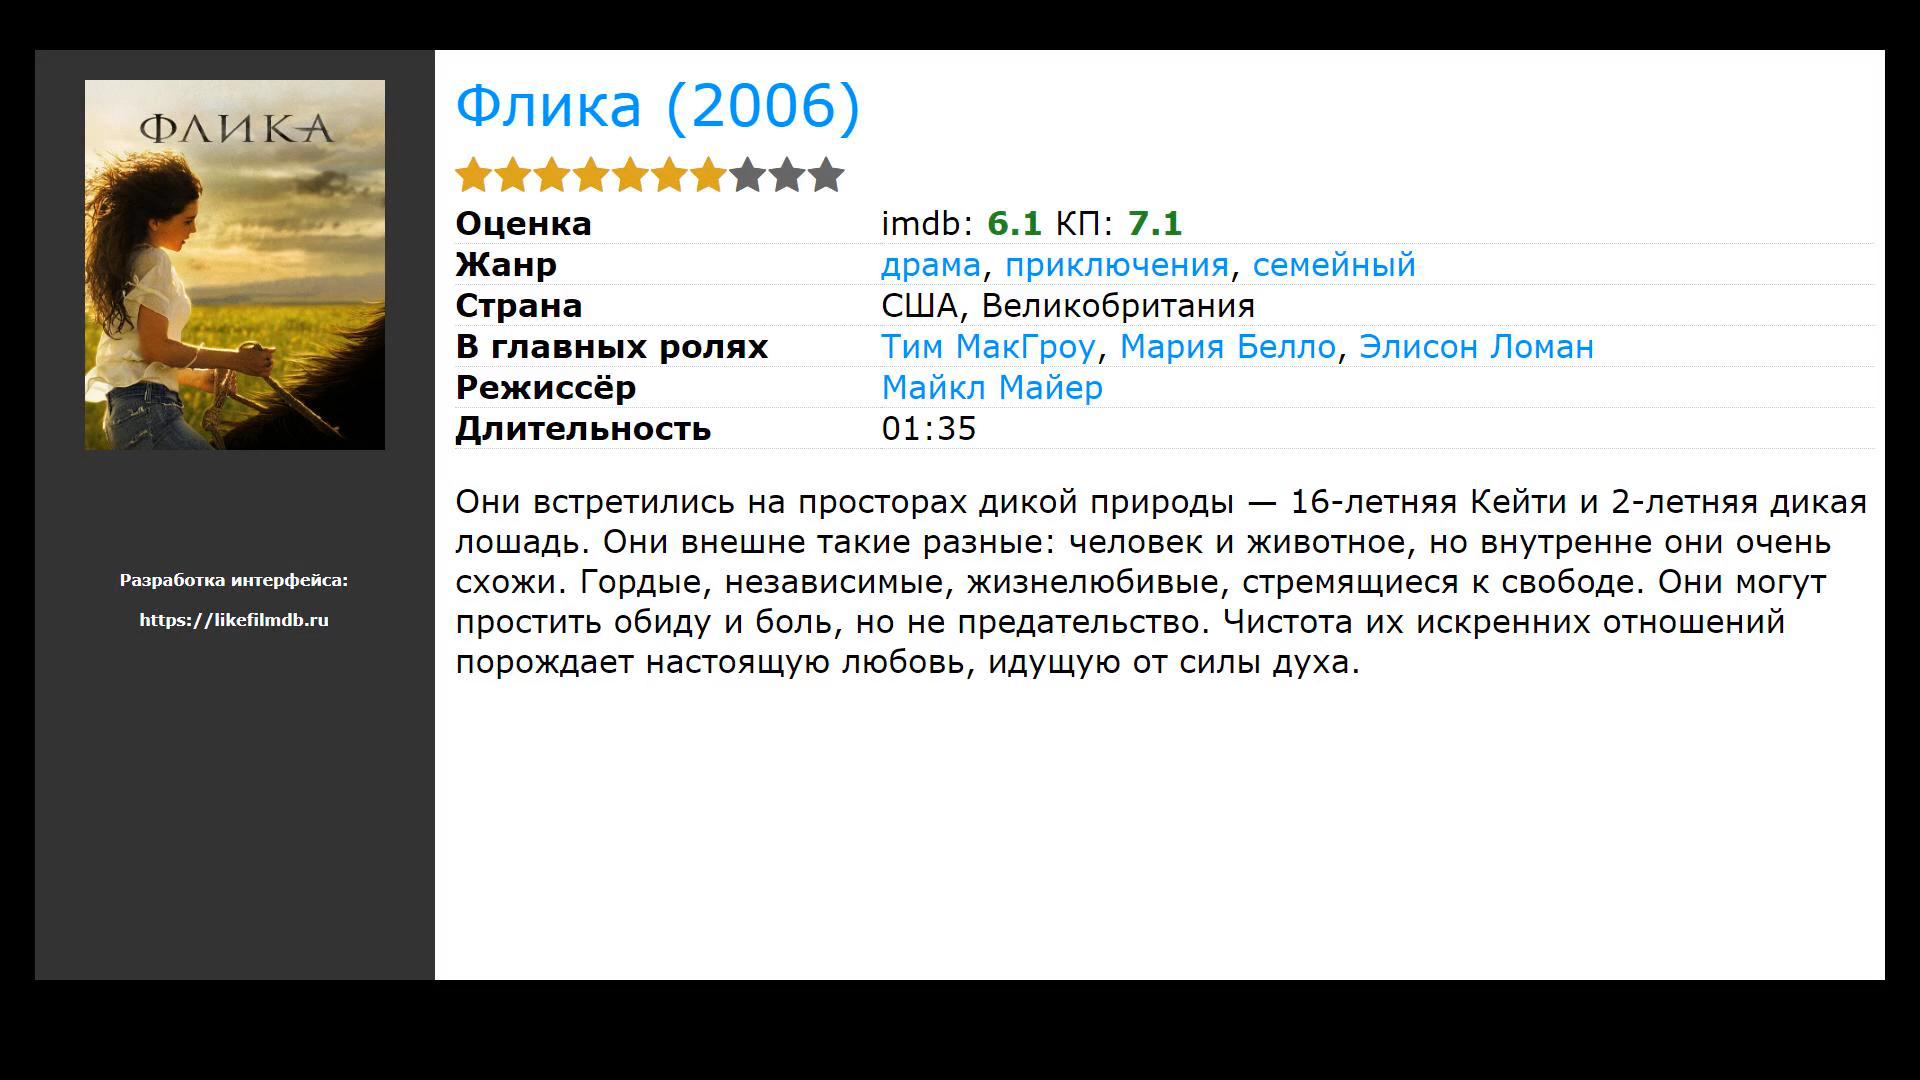 ФЛИКА
Разработка интерфейса:
https://likefilmdb.ru
Флика (2006)
Оценка imdb: 6.1 КП: 7.1
Жанр драма, приключения, семейный
Страна США, Великобритания
В главных ролях Тим МакГроу, Мария Белло, Элисон Ломан
Режиссёр Майкл Майер
Длительность 01:35
Они встретились на просторах дикой природы — 16-летняя Кейти и 2-летняя дикая
лошадь. Они внешне такие разные: человек и животное, но внутренне они очень
схожи. Гордые, независимые, жизнелюбивые, стремящиеся к свободе. Они могут
простить обиду и боль, но не предательство. Чистота их искренних отношений
порождает настоящую любовь, идущую от силы духа.